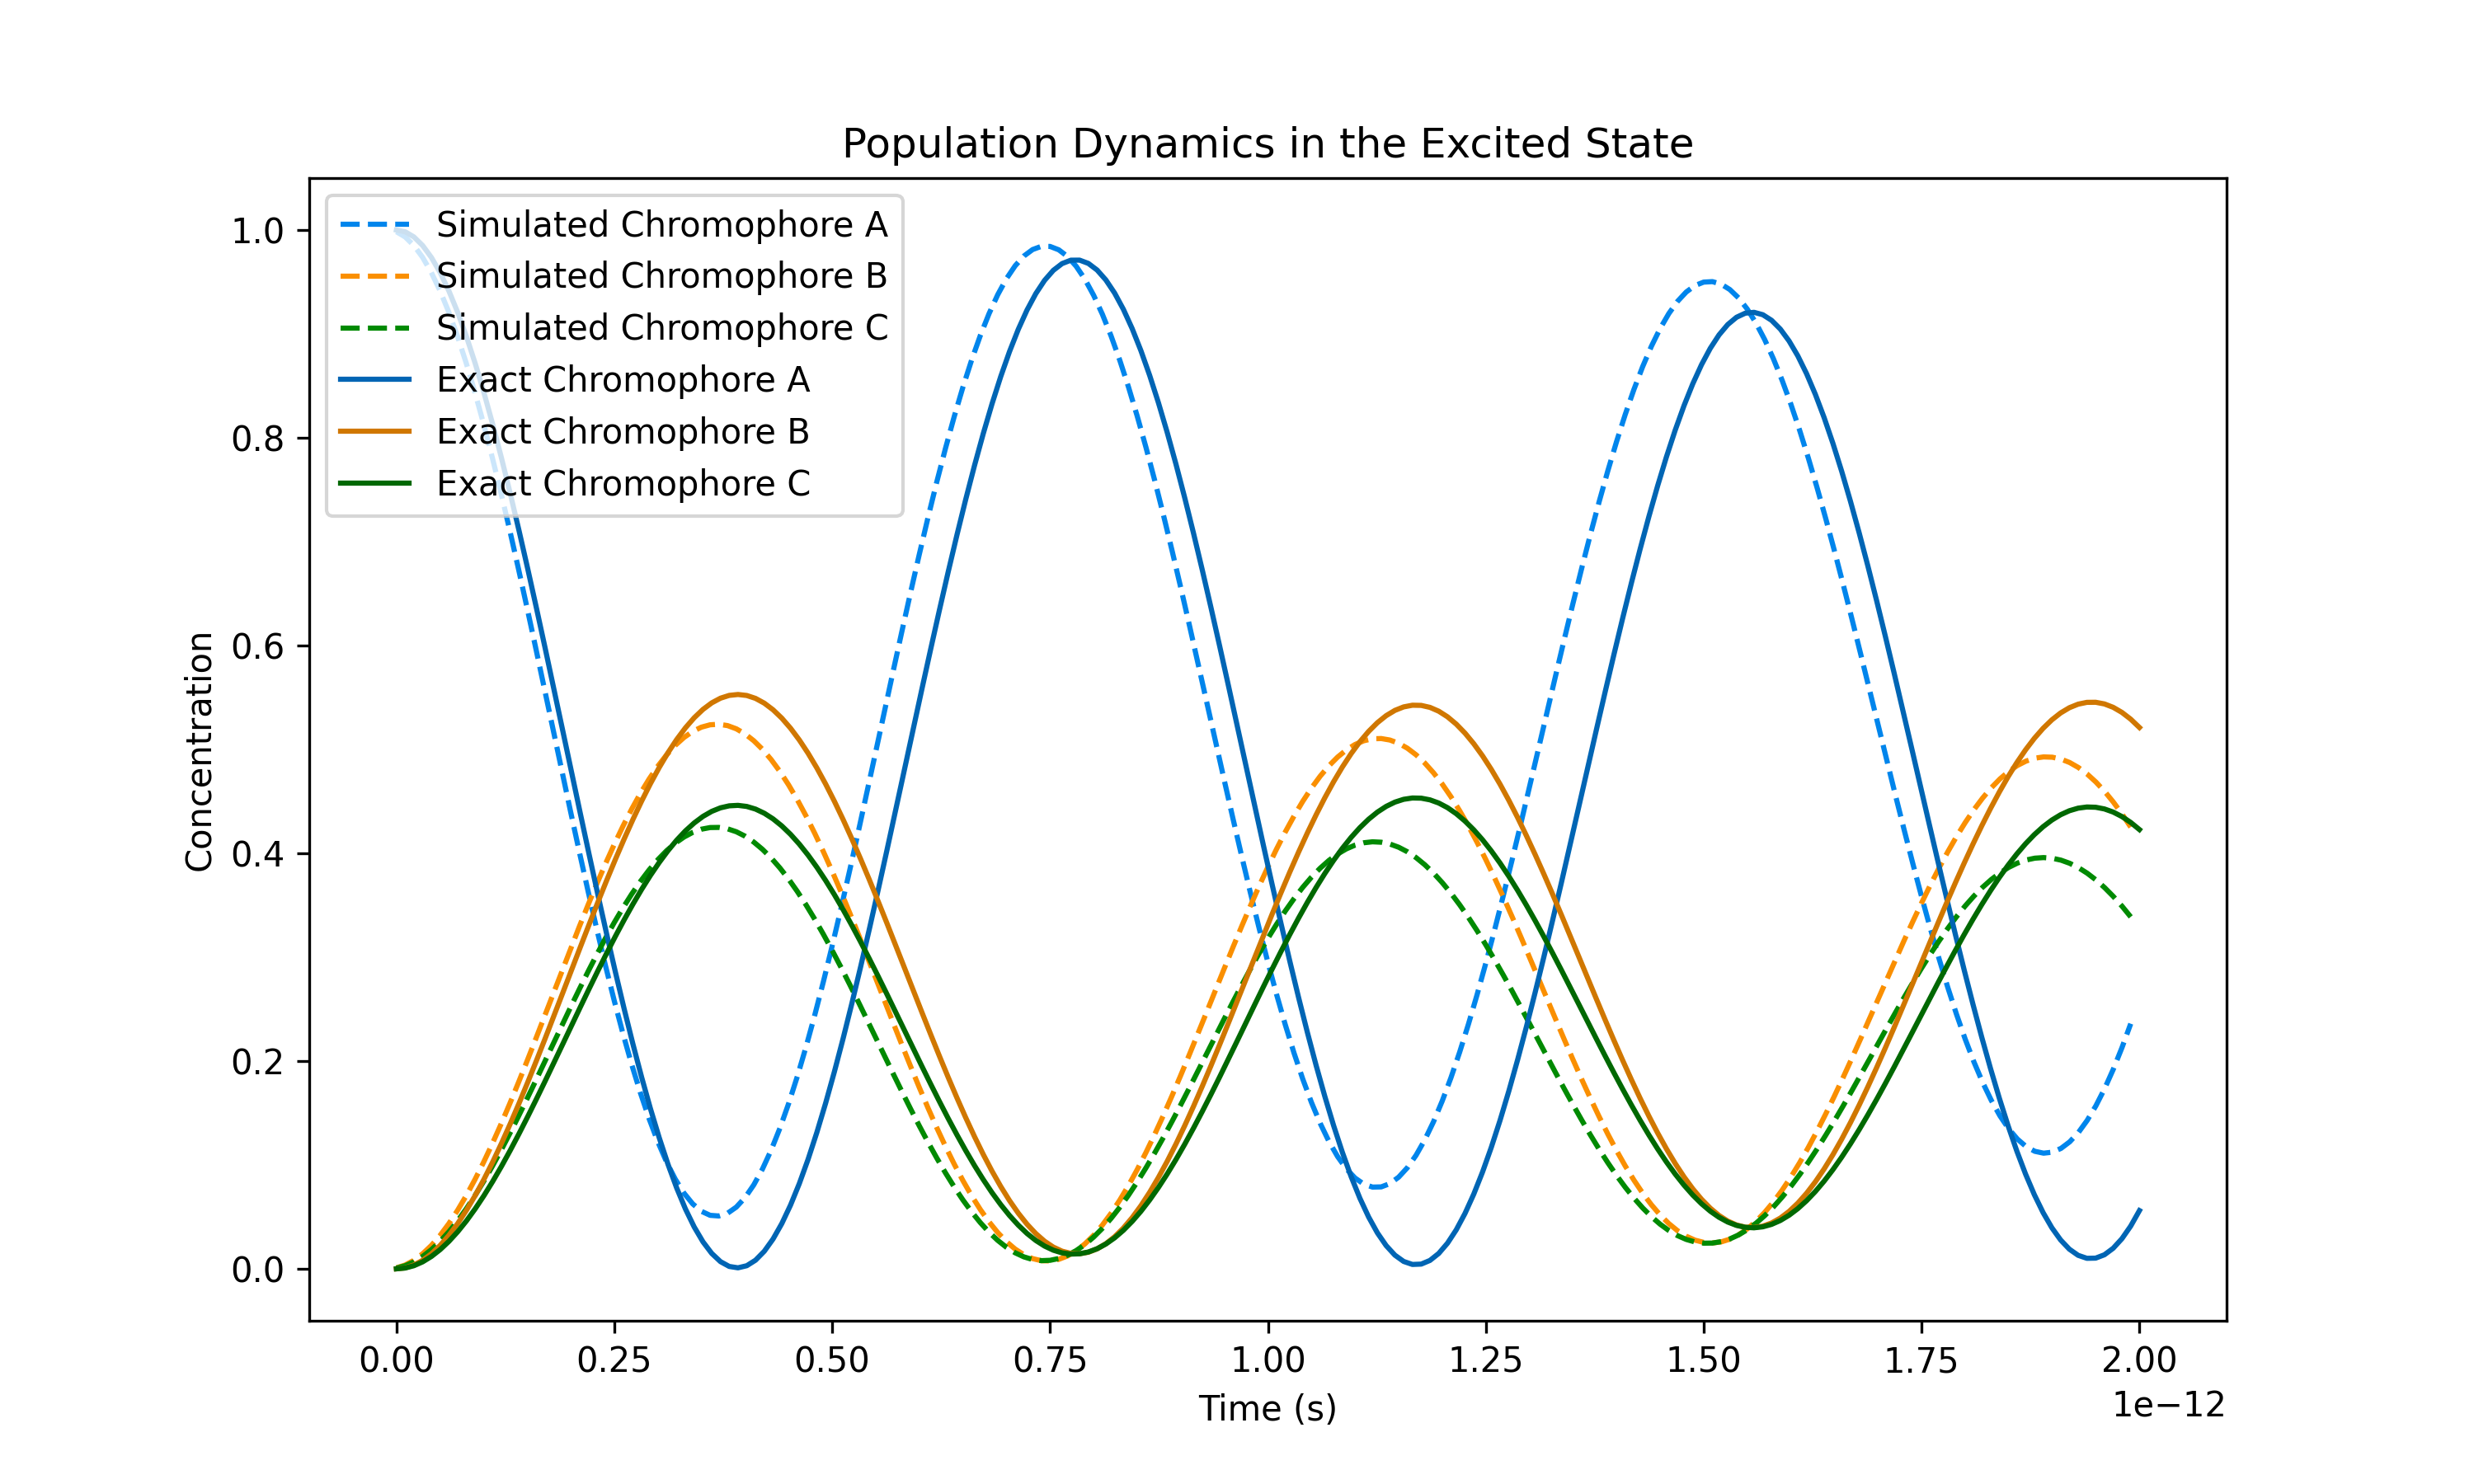 Population Dynamics in the Excited State
Simulated Chromophore A
Simulated Chromophore B
Simulated Chromophore C
Exact Chromophore A
Exact Chromophore B
Exact Chromophore C
1.0
0.8
0.6
0.4
0.2
0.0
Concentration
0.00 0.25 0.50 0.75 1.00 1.25 1.50 1.75 2.00
1e−12
Time (s)